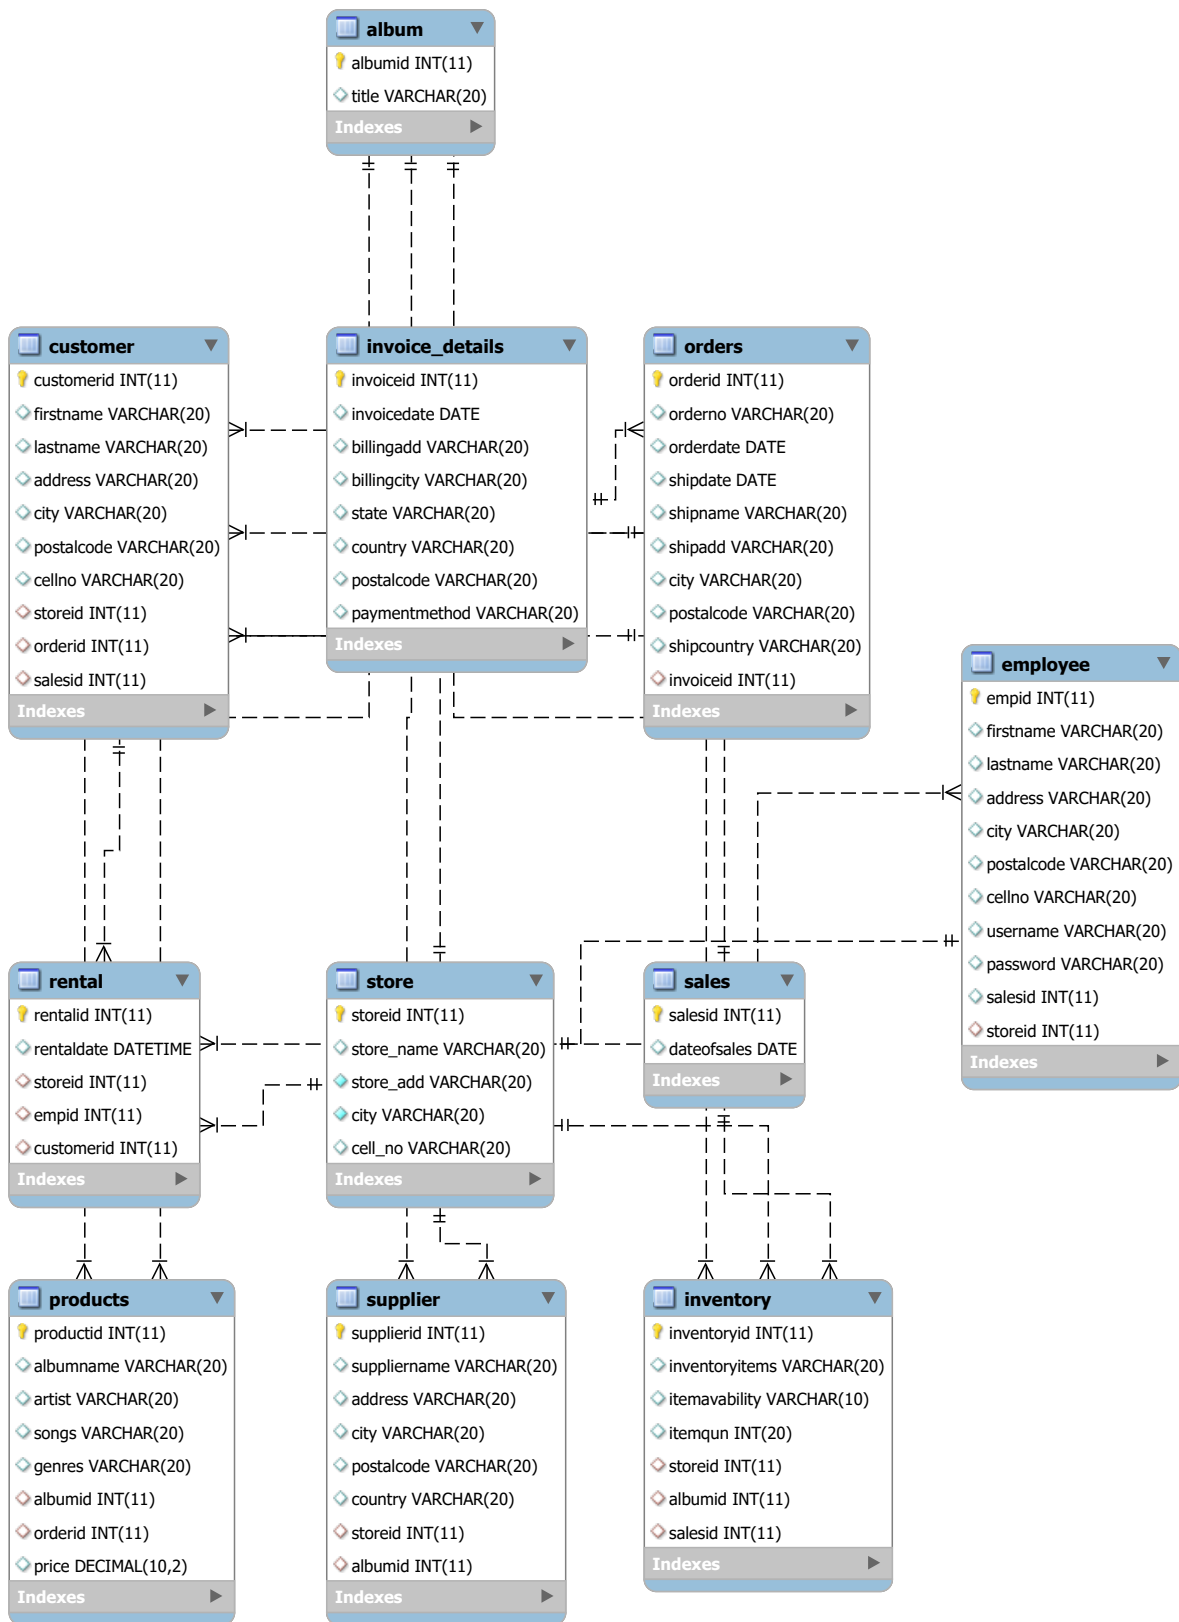 album
albumid INT(11)
title VARCHAR(20)
Indexes
customer
customerid INT(11)
firstname VARCHAR(20)
lastname VARCHAR(20)
address VARCHAR(20)
city VARCHAR(20)
postalcode VARCHAR(20)
cellno VARCHAR(20)
storeid INT(11)
orderid INT(11)
salesid INT(11)
Indexes
invoice_details
invoiceid INT(11)
invoicedate DATE
billingadd VARCHAR(20)
billingcity VARCHAR(20)
state VARCHAR(20)
country VARCHAR(20)
postalcode VARCHAR(20)
paymentmethod VARCHAR(20)
Indexes
orders
orderid INT(11)
orderno VARCHAR(20)
orderdate DATE
shipdate DATE
shipname VARCHAR(20)
shipadd VARCHAR(20)
city VARCHAR(20)
postalcode VARCHAR(20)
shipcountry VARCHAR(20)
invoiceid INT(11)
Indexes
employee
empid INT(11)
firstname VARCHAR(20)
lastname VARCHAR(20)
address VARCHAR(20)
city VARCHAR(20)
postalcode VARCHAR(20)
cellno VARCHAR(20)
username VARCHAR(20)
password VARCHAR(20)
salesid INT(11)
storeid INT(11)
Indexes
rental
rentalid INT(11)
rentaldate DATETIME
storeid INT(11)
empid INT(11)
customerid INT(11)
Indexes
store
storeid INT(11)
store_name VARCHAR(20)
store_add VARCHAR(20)
city VARCHAR(20)
cell_no VARCHAR(20)
Indexes
sales
salesid INT(11)
dateofsales DATE
Indexes
products
productid INT(11)
albumname VARCHAR(20)
artist VARCHAR(20)
songs VARCHAR(20)
genres VARCHAR(20)
albumid INT(11)
orderid INT(11)
price DECIMAL(10,2)
Indexes
supplier
supplierid INT(11)
suppliername VARCHAR(20)
address VARCHAR(20)
city VARCHAR(20)
postalcode VARCHAR(20)
country VARCHAR(20)
storeid INT(11)
albumid INT(11)
Indexes
inventory
inventoryid INT(11)
inventoryitems VARCHAR(20)
itemavability VARCHAR(10)
itemqun INT(20)
storeid INT(11)
albumid INT(11)
salesid INT(11)
Indexes